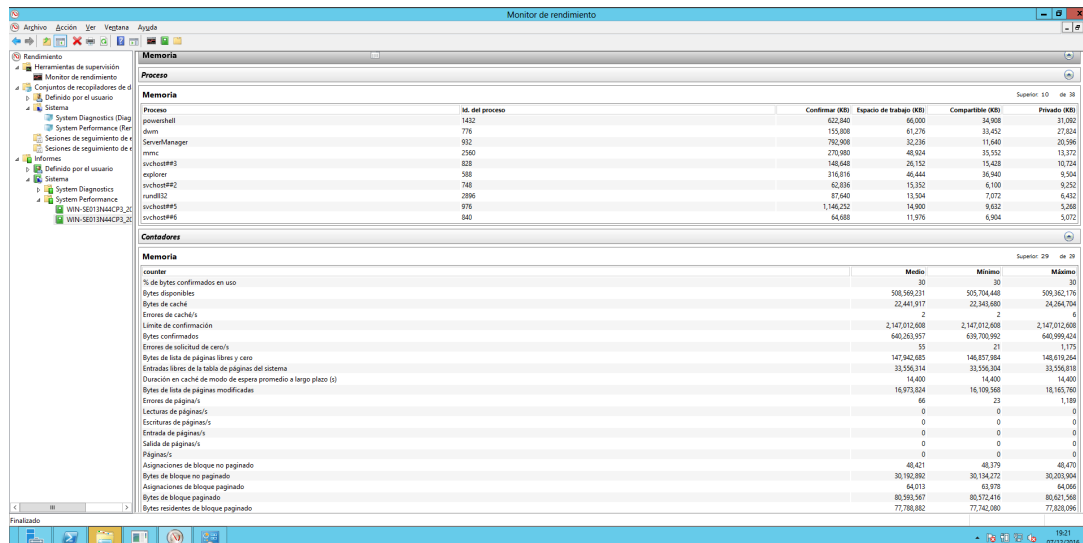 Monitor de rendimiento
Archivo Acción Ver Ventana Ayuda
Rendimiento
Herramientas de supervisión
Monitor de rendimiento
Conjuntos de recopiladores de d
Definido por el usuario
Sistema
System Diagnostics (Diag
System Performance (Rer
Sesiones de seguimiento de e
Sesiones de seguimiento de e
Informes
Definido por el usuario
Sistema
System Diagnostics
System Performance
WIN-SE013N44CP3_20
WIN-SE013N44CP3_20
Memoria
Proceso
Memoria Superior: 10 de 38
Proceso Id. del proceso Confirmar (KB) Espacio de trabajo (KB) Compartible (KB) Privado (KB)
powershell 1432 622,840 66,000 34,908 31,092
dwm 776 155,808 61,276 33,452 27,824
ServerManager 932 792,908 32,236 11,640 20,596
mmc 2560 270,980 48,924 35,552 13,372
svchost##3 828 148,648 26,152 15,428 10,724
explorer 588 316,816 46,444 36,940 9,504
svchost##2 748 62,836 15,352 6,100 9,252
rundll32 2896 87,640 13,504 7,072 6,432
svchost##5 976 1,146,252 14,900 9,632 5,268
svchost##6 840 64,688 11,976 6,904 5,072
Contadores
Memoria Superior: 29 de 29
counter Medio Mínimo Máximo
% de bytes confirmados en uso 30 30 30
Bytes disponibles 508,569,231 505,704,448 509,362,176
Bytes de caché 22,441,917 22,343,680 24,264,704
Errores de caché/s 2 2 6
Límite de confirmación 2,147,012,608 2,147,012,608 2,147,012,608
Bytes confirmados 640,263,957 639,700,992 640,999,424
Errores de solicitud de cero/s 55 21 1,175
Bytes de lista de páginas libres y cero 147,942,685 146,857,984 148,619,264
Entradas libres de la tabla de páginas del sistema 33,556,314 33,556,304 33,556,818
Duración en caché de modo de espera promedio a largo plazo (s) 14,400 14,400 14,400
Bytes de lista de páginas modificadas 16,973,824 16,109,568 18,165,760
Errores de página/s 66 23 1,189
Lecturas de páginas/s 0 0 0
Escrituras de páginas/s 0 0 0
Entrada de páginas/s 0 0 0
Salida de páginas/s 0 0 0
Páginas/s 0 0 0
Asignaciones de bloque no paginado 48,421 48,379 48,470
Bytes de bloque no paginado 30,192,892 30,134,272 30,203,904
Asignaciones de bloque paginado 64,013 63,978 64,066
Bytes de bloque paginado 80,593,567 80,572,416 80,621,568
Bytes residentes de bloque paginado 77,788,882 77,742,080 77,828,096
Finalizado
19:21
07/12/2016